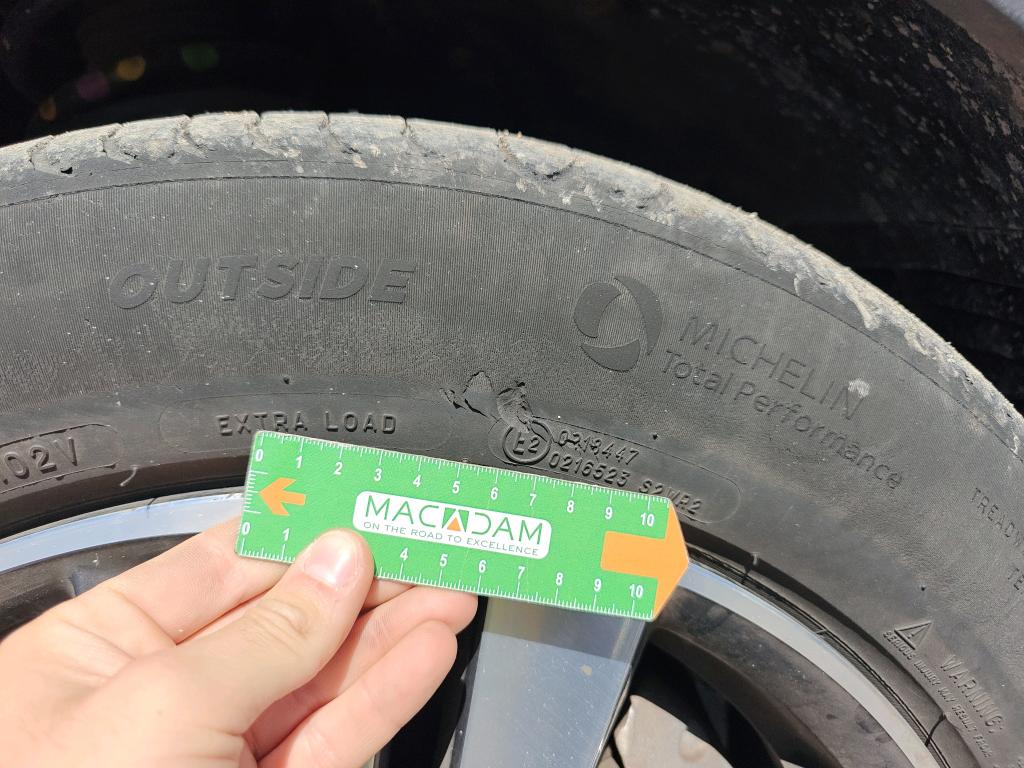 OUTSIDE
MICHELIN
Total Performance
EXTRA LOAD
02V
E2
0216523 S2WR2
0 1 2 3 4 5 6 7 8 9 10
MACADAM
ON THE ROAD TO EXCELLENCE
0 1 4 5 6 7 8 9 10
WARNING: